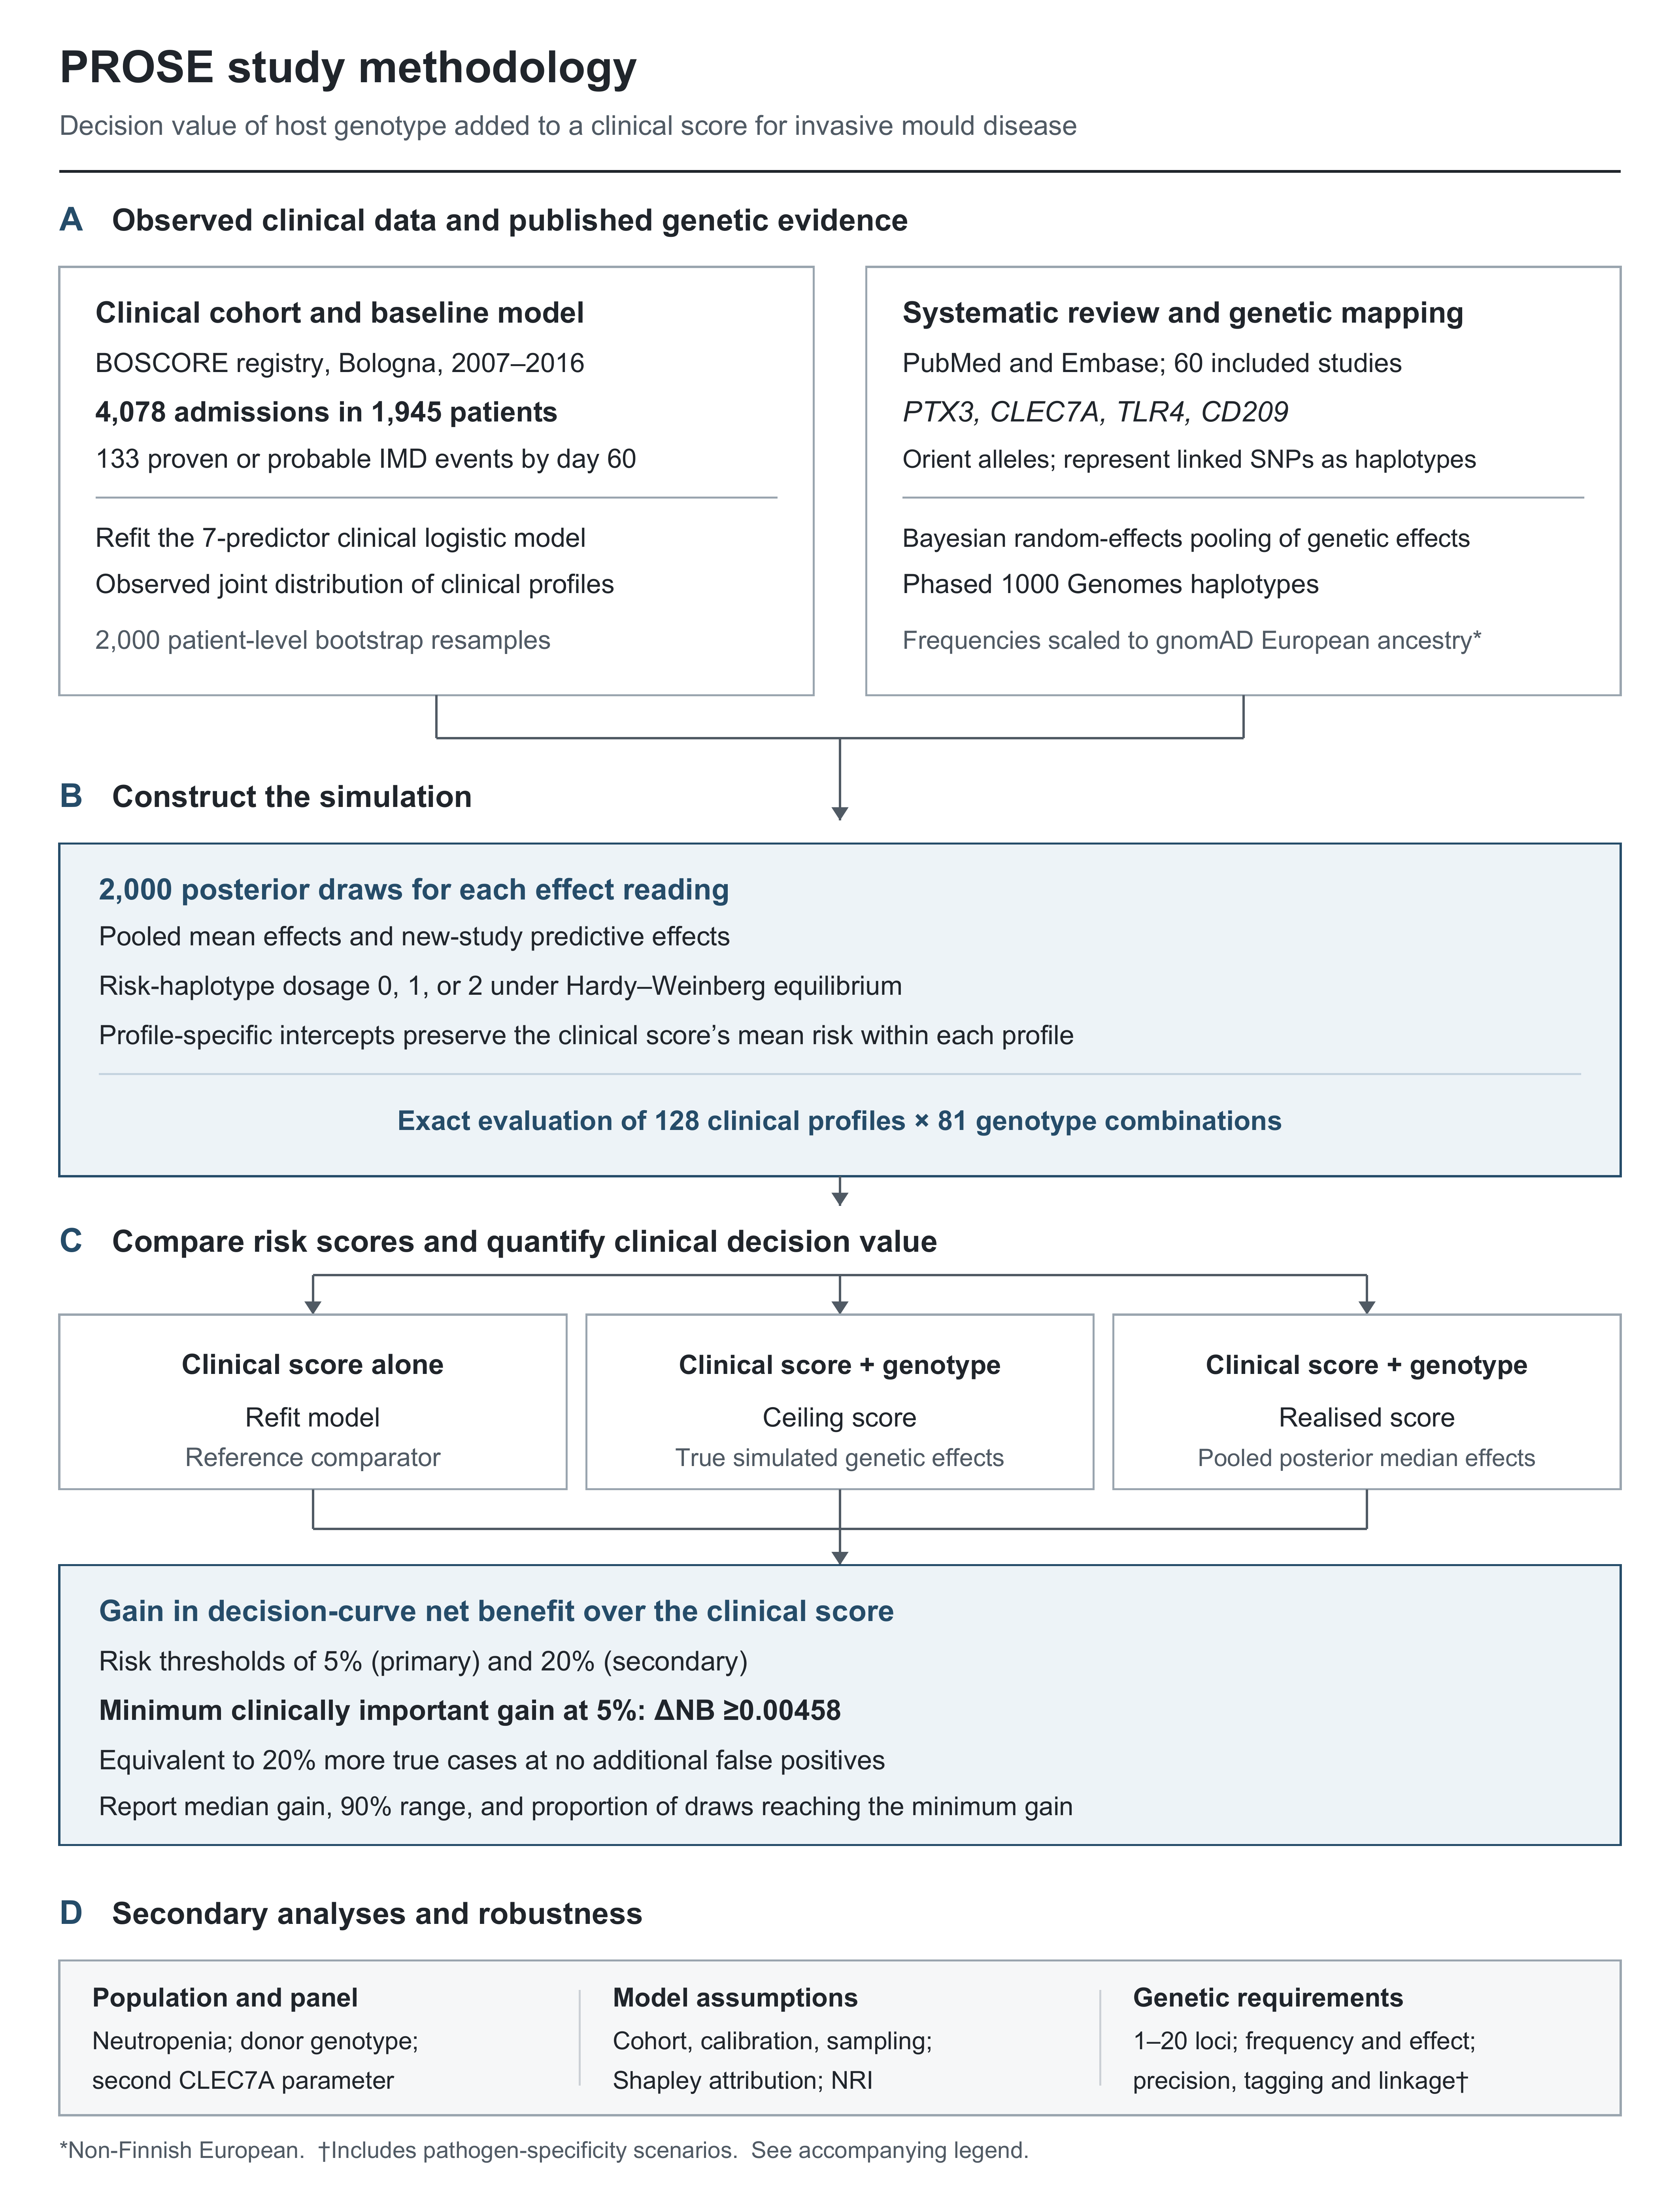 PROSE study methodology
Decision value of host genotype added to a clinical score for invasive mould disease
A Observed clinical data and published genetic evidence
Clinical cohort and baseline model
BOSCORE registry, Bologna, 2007–2016
4,078 admissions in 1,945 patients
133 proven or probable IMD events by day 60
Refit the 7-predictor clinical logistic model
Observed joint distribution of clinical profiles
2,000 patient-level bootstrap resamples
Systematic review and genetic mapping
PubMed and Embase; 60 included studies
PTX3, CLEC7A, TLR4, CD209
Orient alleles; represent linked SNPs as haplotypes
Bayesian random-effects pooling of genetic effects
Phased 1000 Genomes haplotypes
Frequencies scaled to gnomAD European ancestry*
B Construct the simulation
2,000 posterior draws for each effect reading
Pooled mean effects and new-study predictive effects
Risk-haplotype dosage 0, 1, or 2 under Hardy–Weinberg equilibrium
Profile-specific intercepts preserve the clinical score’s mean risk within each profile
Exact evaluation of 128 clinical profiles × 81 genotype combinations
C Compare risk scores and quantify clinical decision value
Clinical score alone
Refit model
Reference comparator
Clinical score + genotype
Ceiling score
True simulated genetic effects
Clinical score + genotype
Realised score
Pooled posterior median effects
Gain in decision-curve net benefit over the clinical score
Risk thresholds of 5% (primary) and 20% (secondary)
Minimum clinically important gain at 5%: ΔNB ≥0.00458
Equivalent to 20% more true cases at no additional false positives
Report median gain, 90% range, and proportion of draws reaching the minimum gain
D Secondary analyses and robustness
Population and panel
Neutropenia; donor genotype;
second CLEC7A parameter
Model assumptions
Cohort, calibration, sampling;
Shapley attribution; NRI
Genetic requirements
1–20 loci; frequency and effect;
precision, tagging and linkage†
*Non-Finnish European. †Includes pathogen-specificity scenarios. See accompanying legend.